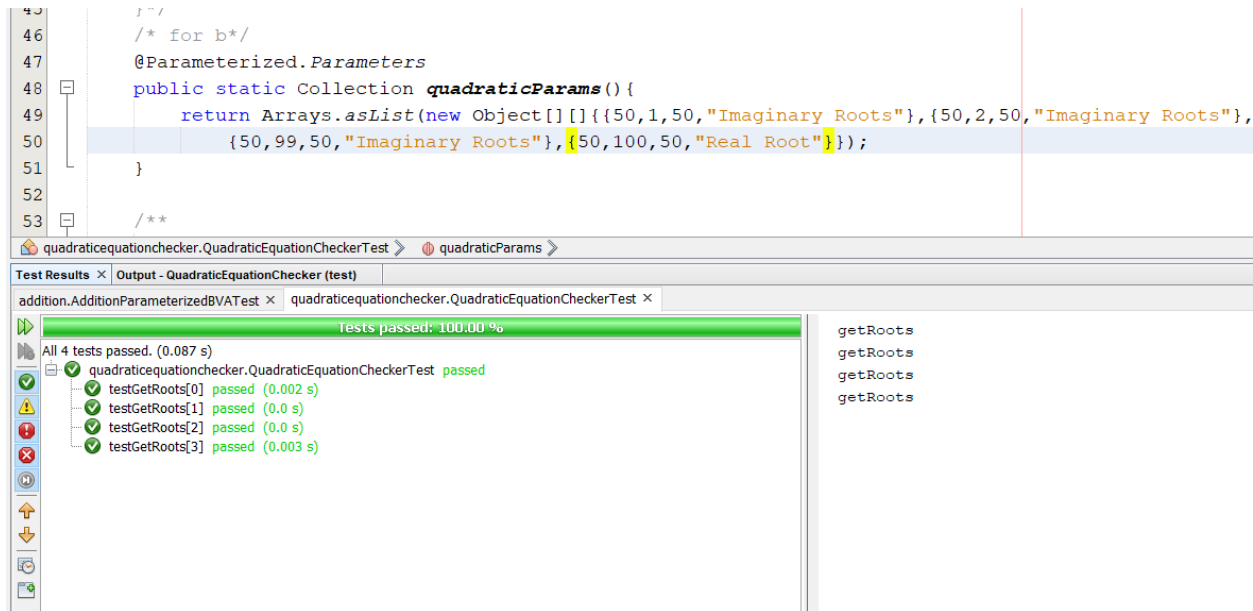 45 }*/
46 /* for b*/
47 @Parameterized.Parameters
48 public static Collection quadraticParams(){
49 return Arrays.asList(new Object[][]{{50,1,50,"Imaginary Roots"},{50,2,50,"Imaginary Roots"},
50 {50,99,50,"Imaginary Roots"},{50,100,50,"Real Root"}});
51 }
52
53 /**
quadraticequationchecker.QuadraticEquationCheckerTest quadraticParams
Test Results × Output - QuadraticEquationChecker (test)
addition.AdditionParameterizedBVATest × quadraticequationchecker.QuadraticEquationCheckerTest ×
Tests passed: 100.00 %
All 4 tests passed. (0.087 s)
quadraticequationchecker.QuadraticEquationCheckerTest passed
testGetRoots[0] passed (0.002 s)
testGetRoots[1] passed (0.0 s)
testGetRoots[2] passed (0.0 s)
testGetRoots[3] passed (0.003 s)
getRoots
getRoots
getRoots
getRoots